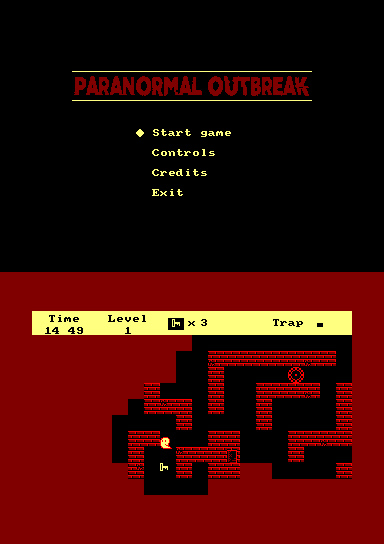 PARANORMAL OUTBREAK
Start game
Controls
Credits
Exit
Time Level x 3 Trap
14 49 1